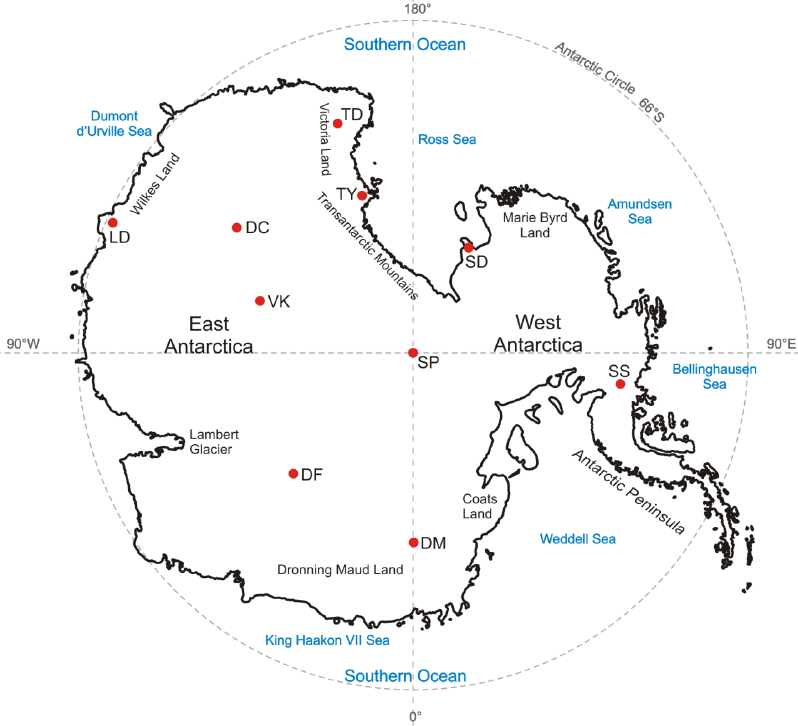 180°
Southern Ocean
Antarctic Circle 66°S
Dumont
d'Urville Sea
TD
Victoria Land
Ross Sea
Wilkes Land
TY
Transantarctic Mountains
Marie Byrd
Land
Amundsen
Sea
LD
DC
SD
VK
East
Antarctica
West
Antarctica
90°W
90°E
SP
SS
Bellinghausen
Sea
Lambert
Glacier
DF
Antarctic Peninsula
Coats
Land
DM
Weddell Sea
Dronning Maud Land
King Haakon VII Sea
Southern Ocean
0°